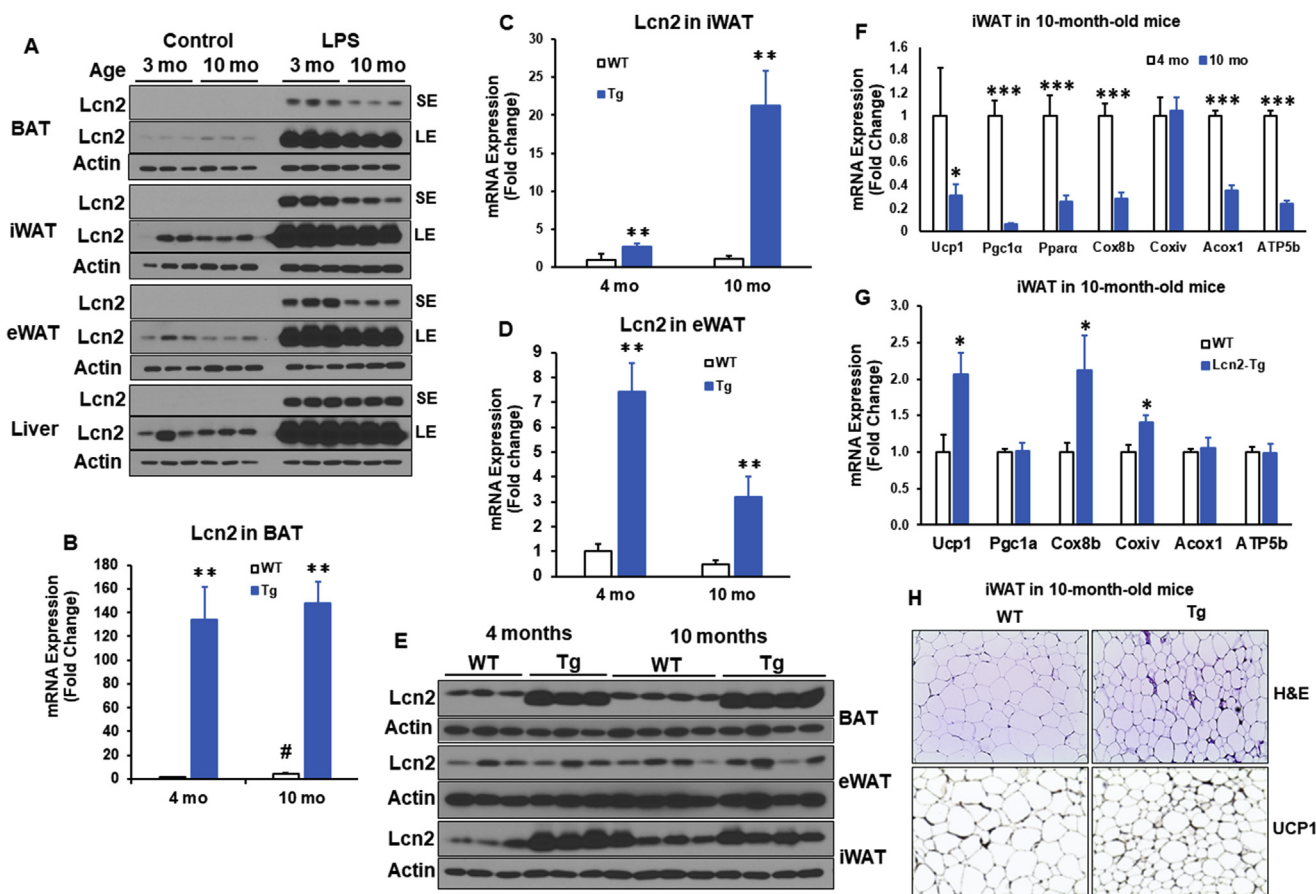 A
Control LPS
Age 3 mo 10 mo 3 mo 10 mo
BAT
Lcn2 SE
Lcn2 LE
Actin
iWAT
Lcn2 SE
Lcn2 LE
Actin
eWAT
Lcn2 SE
Lcn2 LE
Actin
Liver
Lcn2 SE
Lcn2 LE
Actin
B
Lcn2 in BAT
mRNA Expression
(Fold Change)
180
160
140
120
100
80
60
40
20
0
WT
Tg
**
#
**
4 mo 10 mo
C
Lcn2 in iWAT
mRNA Expression
(Fold Change)
30
25
20
15
10
5
0
WT
Tg
**
**
4 mo 10 mo
D
Lcn2 in eWAT
mRNA Expression
(Fold change)
9
8
7
6
5
4
3
2
1
0
WT
Tg
**
**
4 mo 10 mo
E
4 months 10 months
WT Tg WT Tg
Lcn2
Actin
BAT
Lcn2
Actin
eWAT
Lcn2
Actin
iWAT
F
iWAT in 10-month-old mice
mRNA Expression
(Fold Change)
1.6
1.4
1.2
1
0.8
0.6
0.4
0.2
0
4 mo 10 mo
* *** *** *** *** ***
Ucp1 Pgc1α Pparα Cox8b Coxiv Acox1 ATP5b
G
iWAT in 10-month-old mice
mRNA Expression
(Fold Change)
3.0
2.5
2.0
1.5
1.0
0.5
0.0
WT
Lcn2-Tg
* * *
Ucp1 Pgc1a Cox8b Coxiv Acox1 ATP5b
H
iWAT in 10-month-old mice
WT Tg
H&E
UCP1